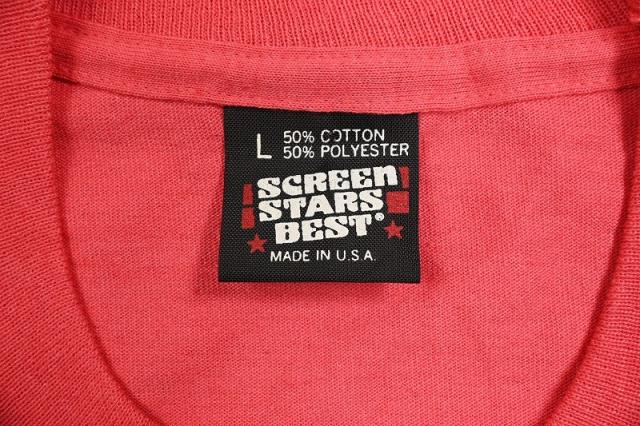 L 50% COTTON
50% POLYESTER
SCREEN
STARS
BEST®
MADE IN U.S.A.